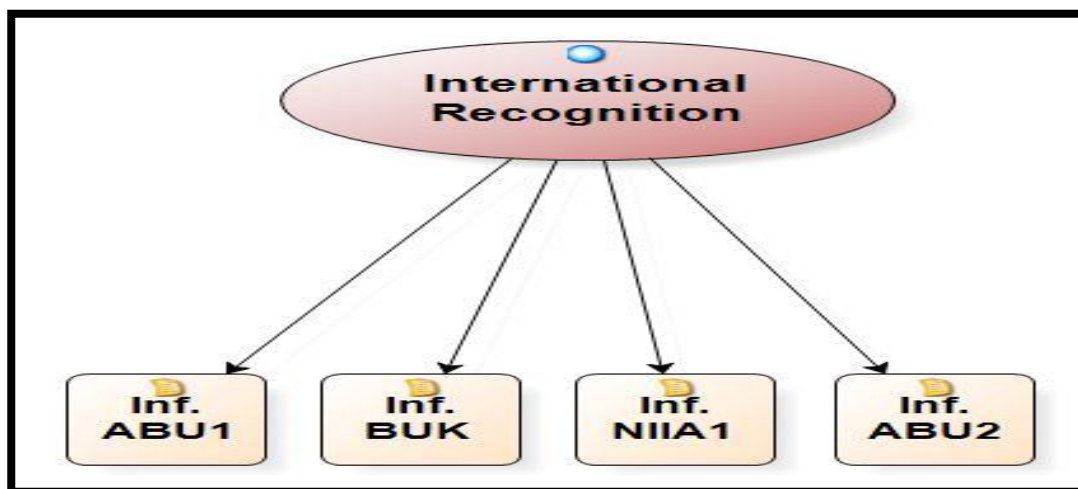 International
Recognition
Inf.
ABU1
Inf.
BUK
Inf.
NIIA1
Inf.
ABU2